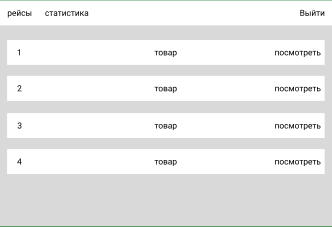 рейсы статистика Выйти
1 товар посмотреть
2 товар посмотреть
3 товар посмотреть
4 товар посмотреть